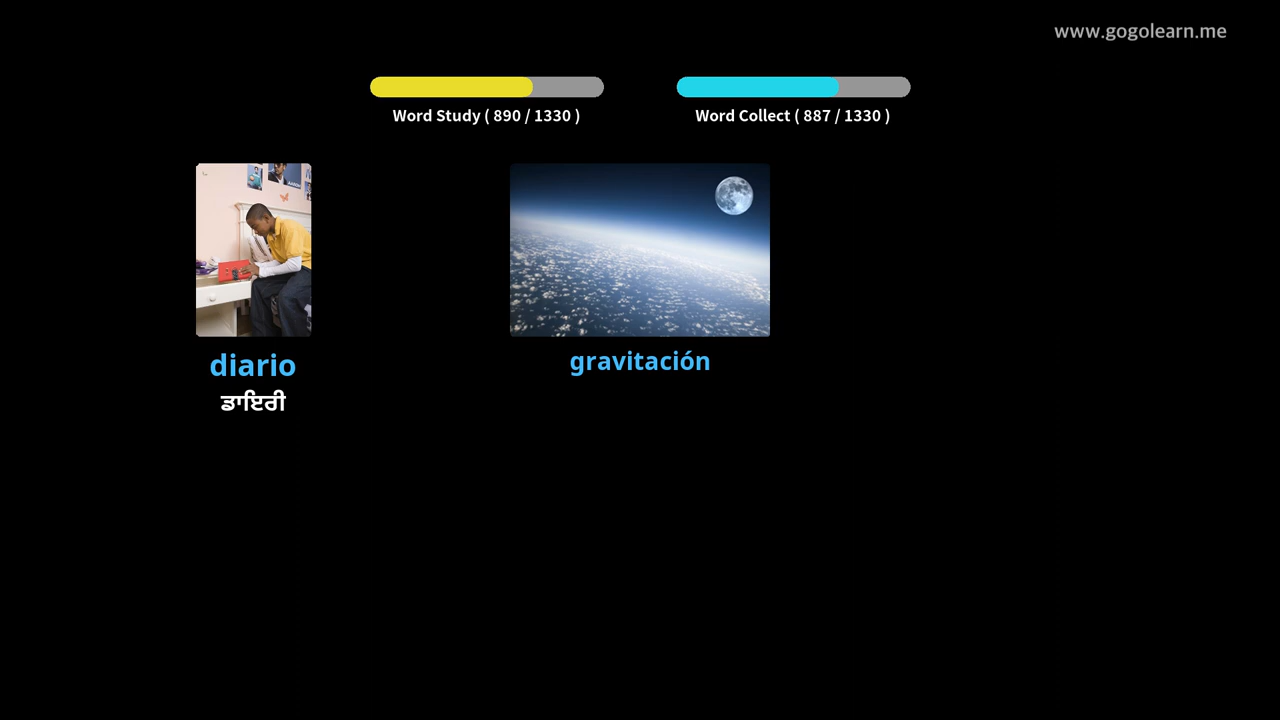 www.gogolearn.me
Word Study ( 890 / 1330 )
Word Collect ( 887 / 1330 )
diario
ਡਾਇਰੀ
gravitación